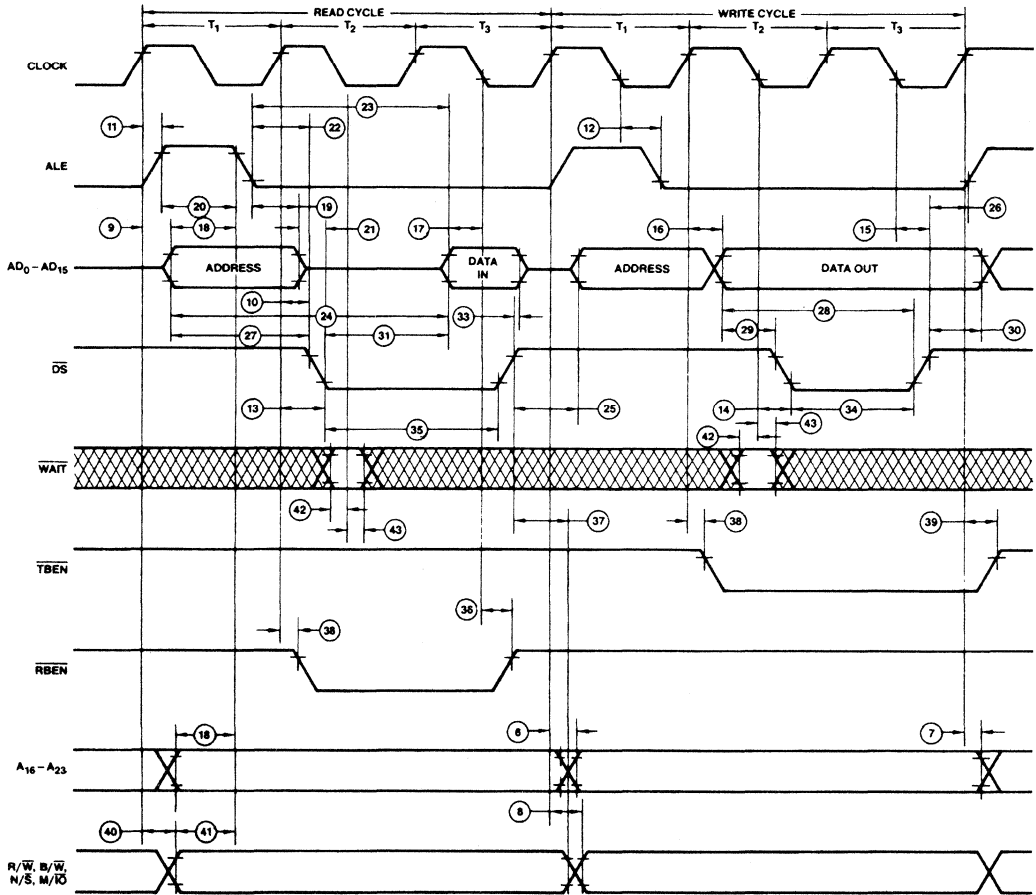 READ CYCLE WRITE CYCLE
T1 T2 T3 T1 T2 T3
CLOCK
23
11 22 12
ALE
20 19 26
9 18 21 17 16 15
AD0–AD15 ADDRESS DATA IN ADDRESS DATA OUT
10 28
24 33
27 31 29 30
DS
13 25 14 34
35 42 43
WAIT
42 43
37 38 39
TBEN
36
38
RBEN
18 6 7
A16–A23
8
40 41
R/W, B/W,
N/S, M/IO